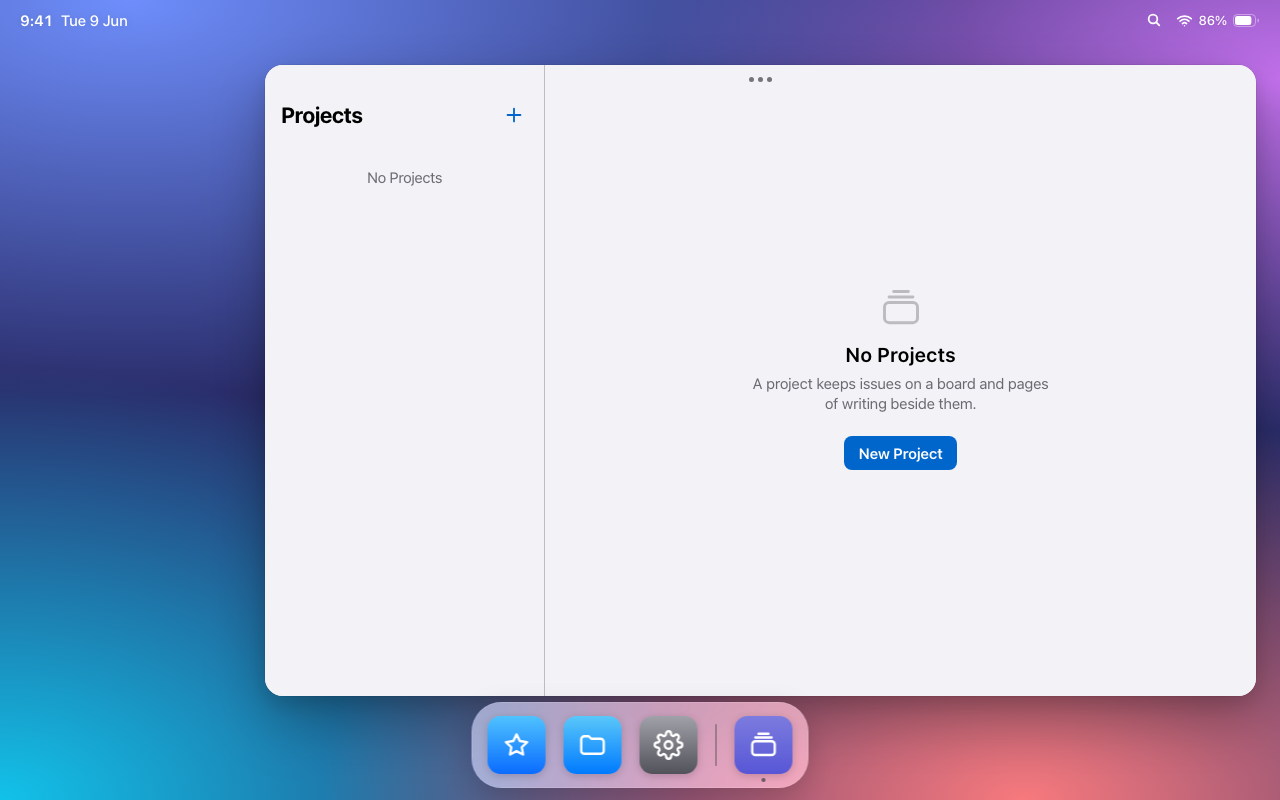 9:41 Tue 9 Jun
86%
Projects
No Projects
No Projects
A project keeps issues on a board and pages
of writing beside them.
New Project